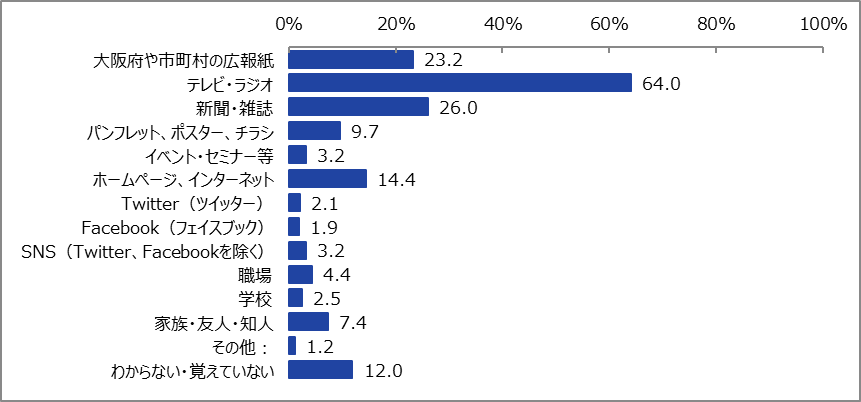 0% 20% 40% 60% 80% 100%
大阪府や市町村の広報紙 23.2
テレビ・ラジオ 64.0
新聞・雑誌 26.0
パンフレット、ポスター、チラシ 9.7
イベント・セミナー等 3.2
ホームページ、インターネット 14.4
Twitter（ツイッター） 2.1
Facebook（フェイスブック） 1.9
SNS（Twitter、Facebookを除く） 3.2
職場 4.4
学校 2.5
家族・友人・知人 7.4
その他： 1.2
わからない・覚えていない 12.0